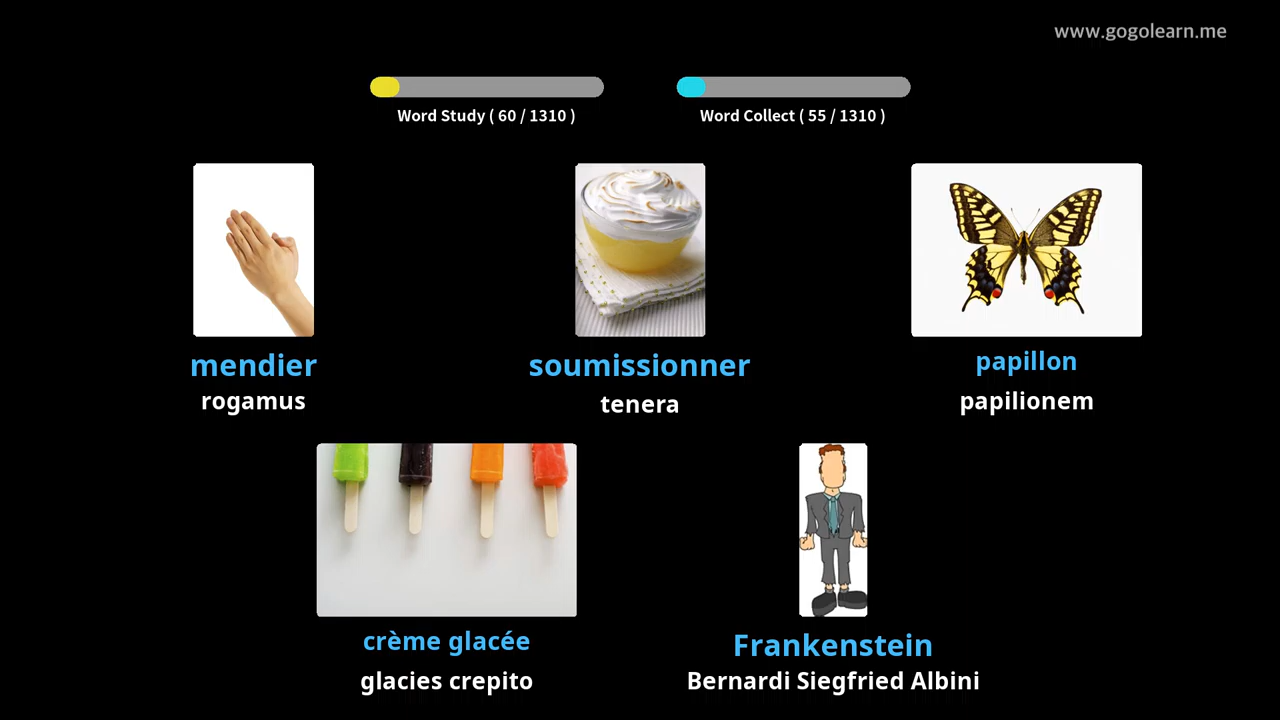 www.gogolearn.me
Word Study ( 60 / 1310 )
Word Collect ( 55 / 1310 )
mendier
rogamus
soumissionner
tenera
papillon
papilionem
crème glacée
glacies crepito
Frankenstein
Bernardi Siegfried Albini